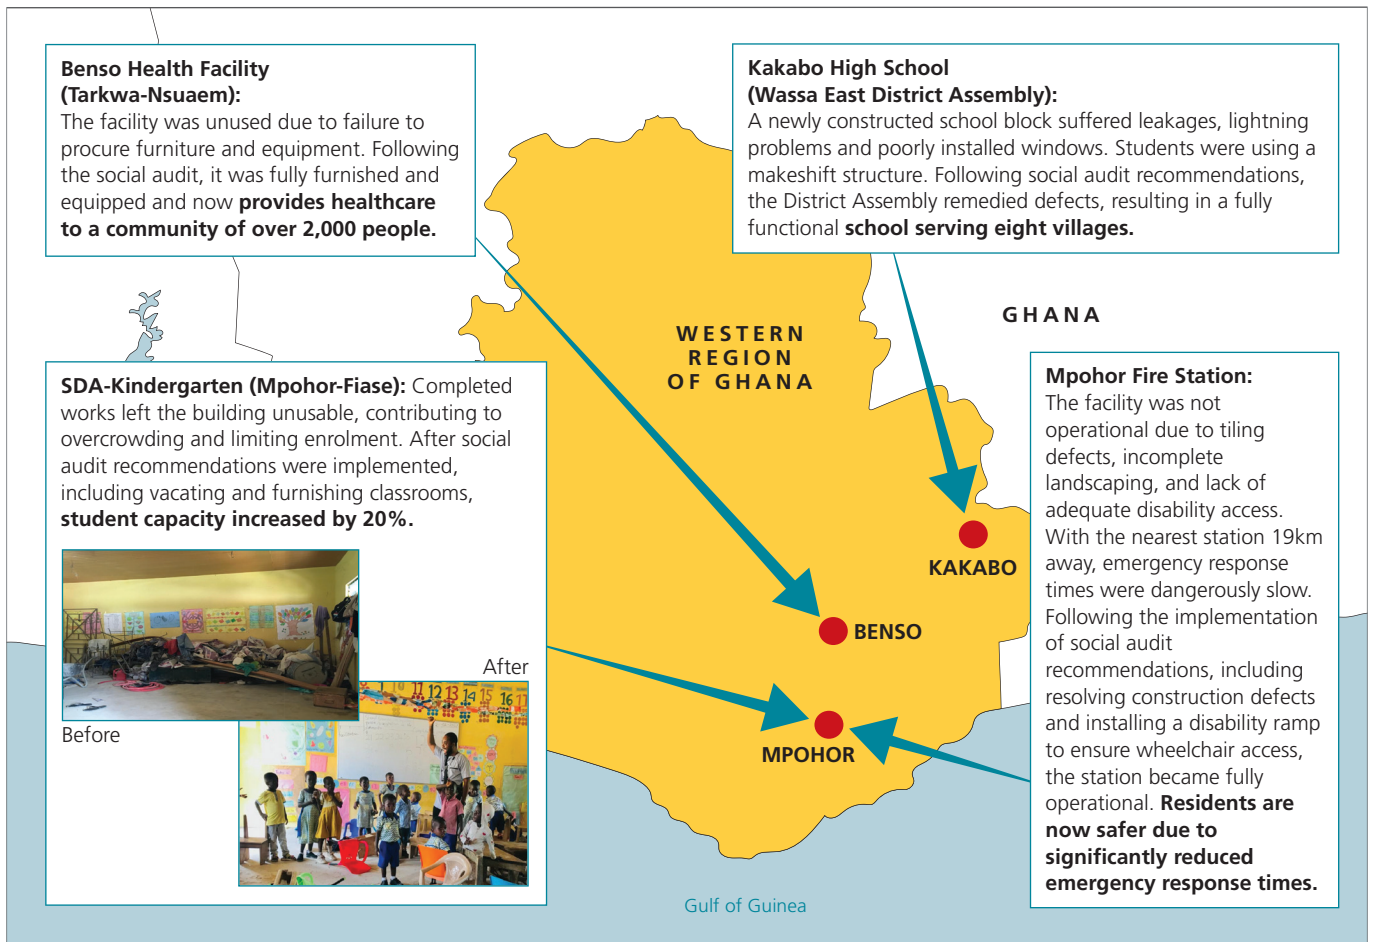 Benso Health Facility
(Tarkwa-Nsuaem):
The facility was unused due to failure to
procure furniture and equipment. Following
the social audit, it was fully furnished and
equipped and now provides healthcare
to a community of over 2,000 people.
Kakabo High School
(Wassa East District Assembly):
A newly constructed school block suffered leakages, lightning
problems and poorly installed windows. Students were using a
makeshift structure. Following social audit recommendations,
the District Assembly remedied defects, resulting in a fully
functional school serving eight villages.
GHANA
WESTERN
REGION
OF GHANA
SDA-Kindergarten (Mpohor-Fiase): Completed
works left the building unusable, contributing to
overcrowding and limiting enrolment. After social
audit recommendations were implemented,
including vacating and furnishing classrooms,
student capacity increased by 20%.
Before
After
11 12 13 14 15 16 17
Mpohor Fire Station:
The facility was not
operational due to tiling
defects, incomplete
landscaping, and lack of
adequate disability access.
With the nearest station 19km
away, emergency response
times were dangerously slow.
Following the implementation
of social audit
recommendations, including
resolving construction defects
and installing a disability ramp
to ensure wheelchair access,
the station became fully
operational. Residents are
now safer due to
significantly reduced
emergency response times.
KAKABO
BENSO
MPOHOR
Gulf of Guinea